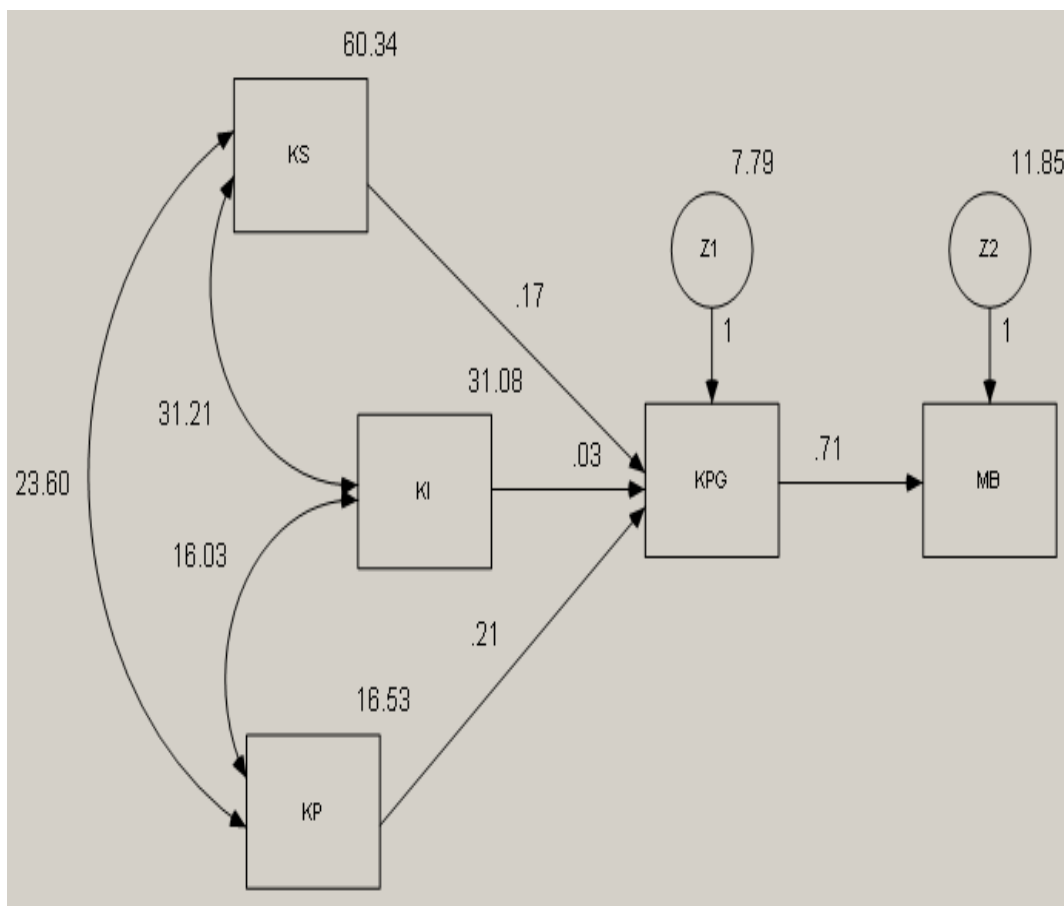 60.34
KS
7.79
11.85
Z1
Z2
.17
1
1
31.08
31.21
.03
.71
KI
KPG
MB
23.60
16.03
.21
16.53
KP